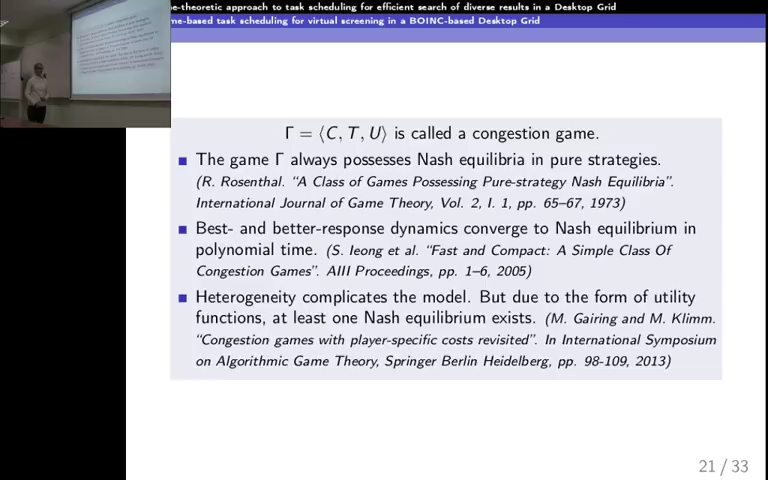 theoretic approach to task scheduling for efficient search of diverse results in a Desktop Grid
based task scheduling for virtual screening in a BOINC-based Desktop Grid
Γ = ⟨C, T, U⟩ is called a congestion game.
The game Γ always possesses Nash equilibria in pure strategies.
(R. Rosenthal. “A Class of Games Possessing Pure-strategy Nash Equilibria”.
International Journal of Game Theory, Vol. 2, I. 1, pp. 65–67, 1973)
Best- and better-response dynamics converge to Nash equilibrium in
polynomial time. (S. Ieong et al. “Fast and Compact: A Simple Class Of
Congestion Games”. AIII Proceedings, pp. 1–6, 2005)
Heterogeneity complicates the model. But due to the form of utility
functions, at least one Nash equilibrium exists. (M. Gairing and M. Klimm.
“Congestion games with player-specific costs revisited”. In International Symposium
on Algorithmic Game Theory, Springer Berlin Heidelberg, pp. 98-109, 2013)
21 / 33